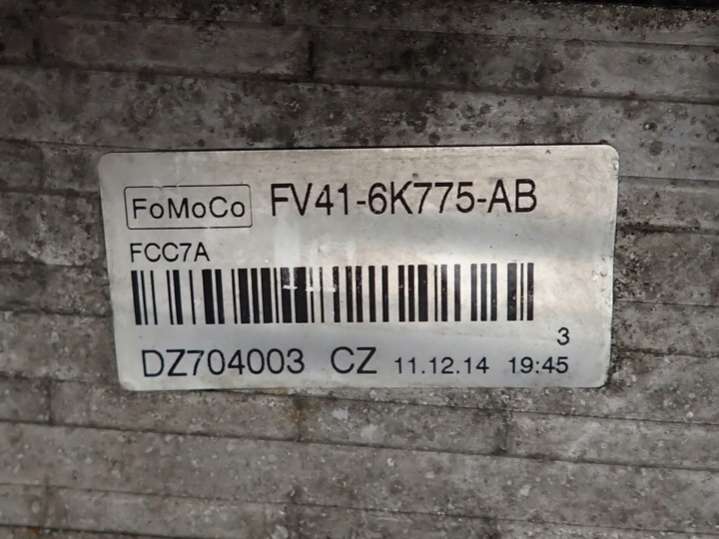 FoMoCo FV41-6K775-AB
FCC7A
3
DZ704003 CZ 11.12.14 19:45